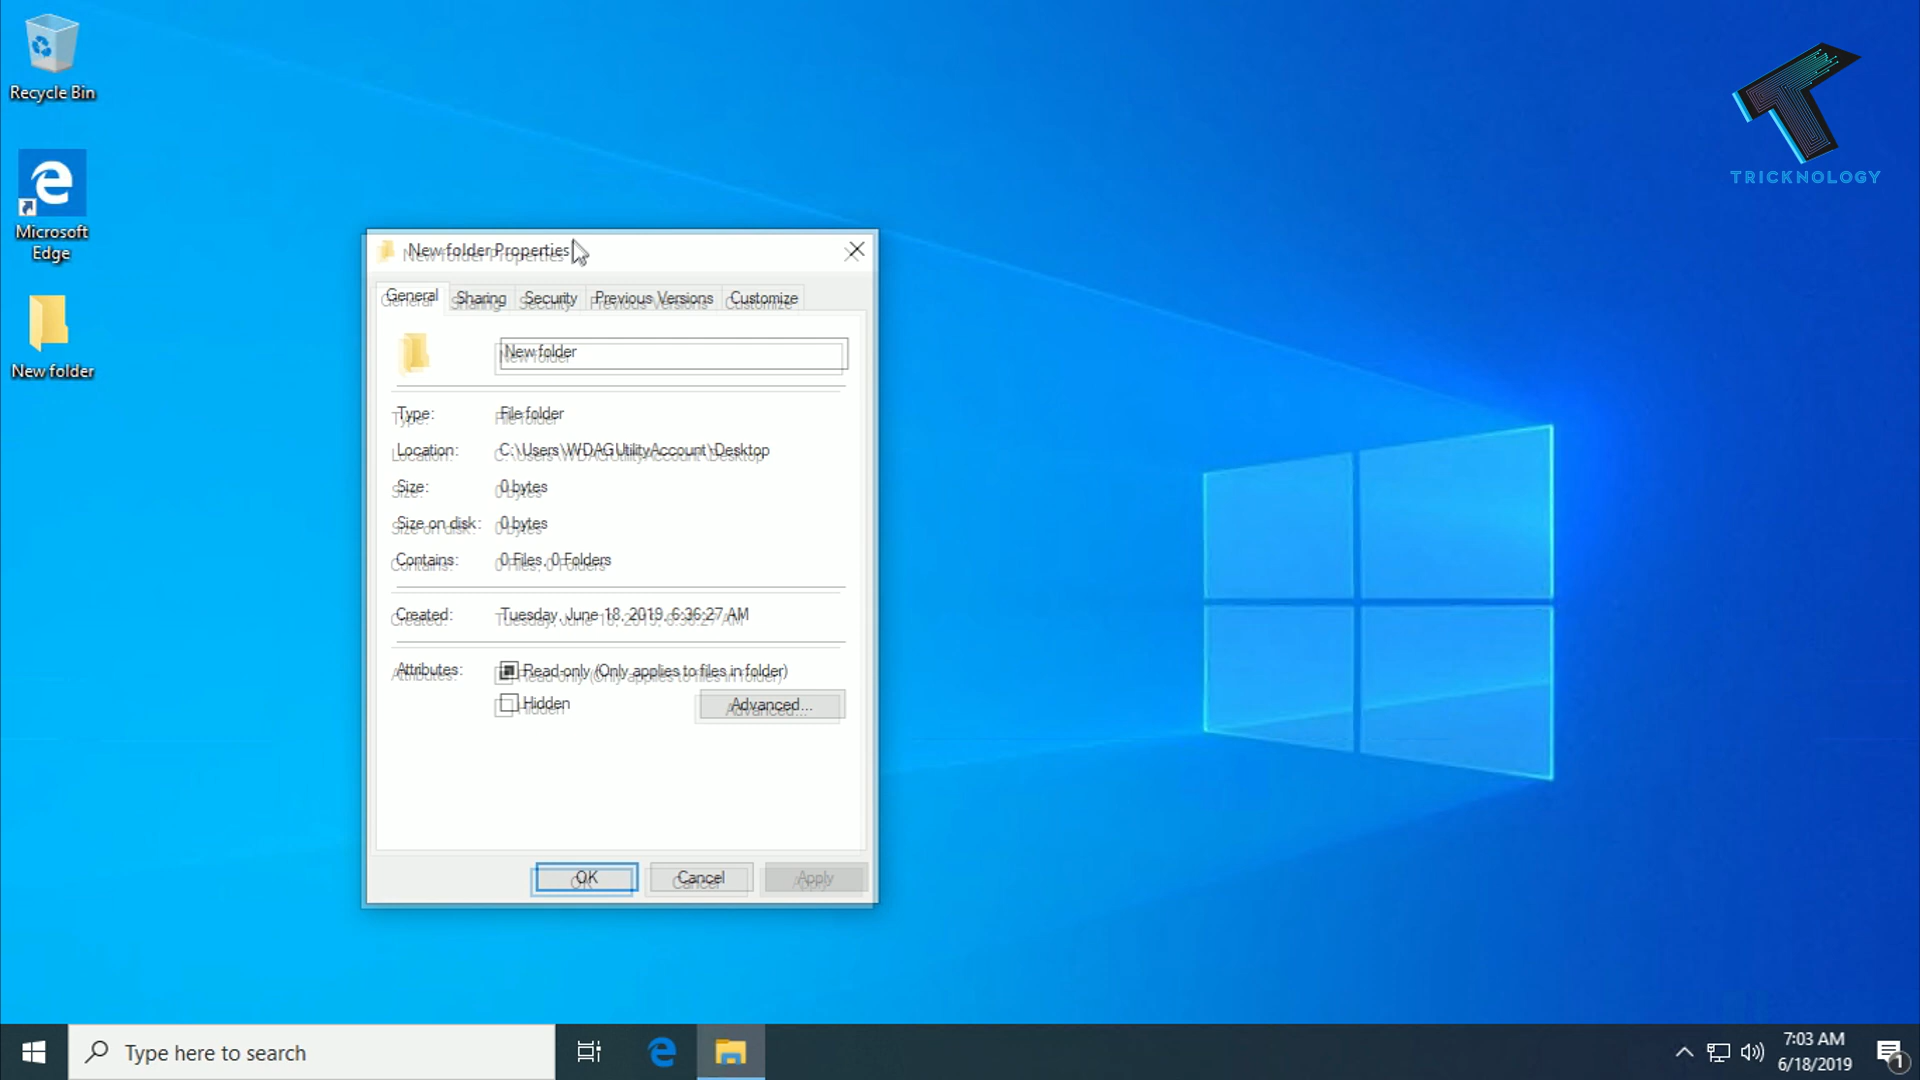 Recycle Bin
Microsoft
Edge
New folder
TRICKNOLOGY
New folder Properties
General Sharing Security Previous Versions Customize
New folder
Type: File folder
Location: C:\Users\WDAGUtilityAccount\Desktop
Size: 0 bytes
Size on disk: 0 bytes
Contains: 0 Files, 0 Folders
Created: Tuesday, June 18, 2019, 6:36:27 AM
Attributes: Read-only (Only applies to files in folder)
Hidden Advanced...
OK Cancel Apply
Type here to search
7:03 AM
6/18/2019
1